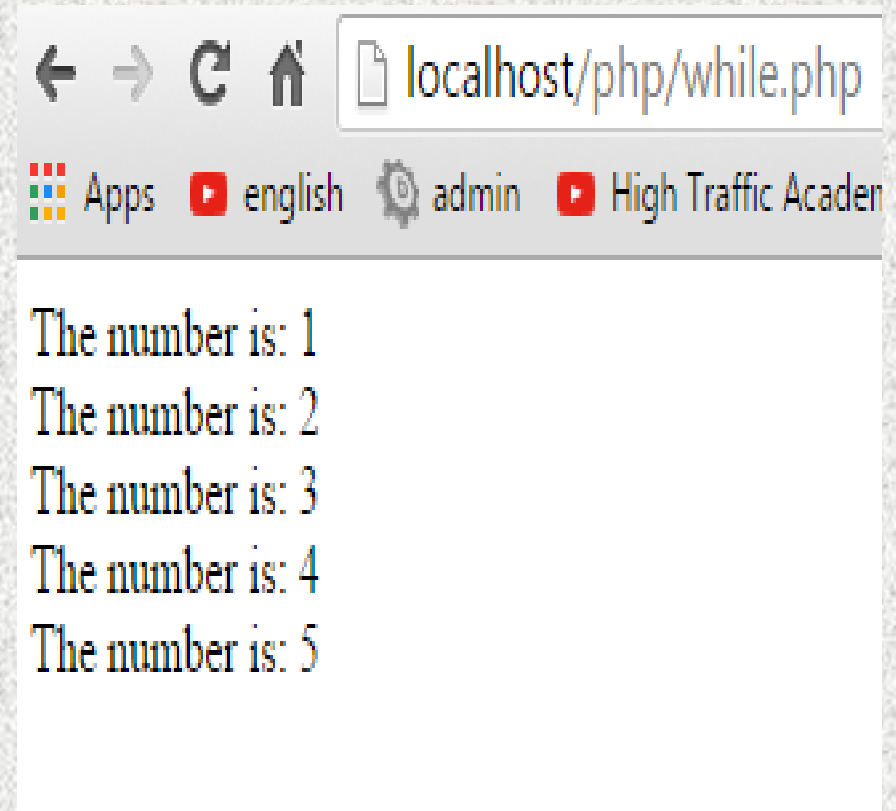 localhost/php/while.php
Apps english admin High Traffic Academ
The number is: 1
The number is: 2
The number is: 3
The number is: 4
The number is: 5